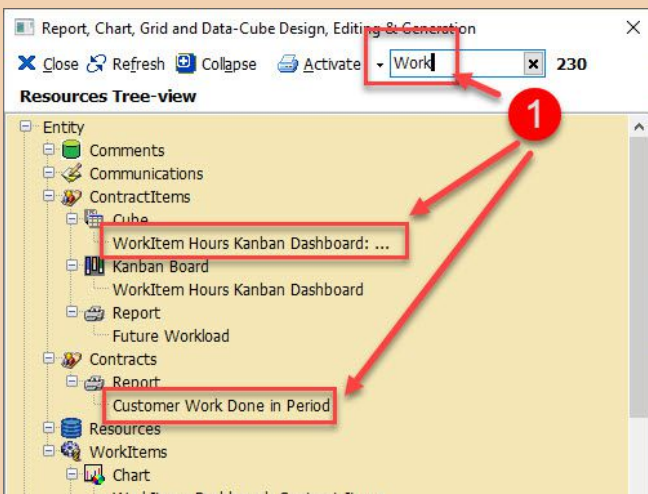 Report, Chart, Grid and Data-Cube Design, Editing & Generation
Close Refresh Collapse Activate Work 230
Resources Tree-view
1
Entity
Comments
Communications
ContractItems
Cube
WorkItem Hours Kanban Dashboard: ...
Kanban Board
WorkItem Hours Kanban Dashboard
Report
Future Workload
Contracts
Report
Customer Work Done in Period
Resources
WorkItems
Chart